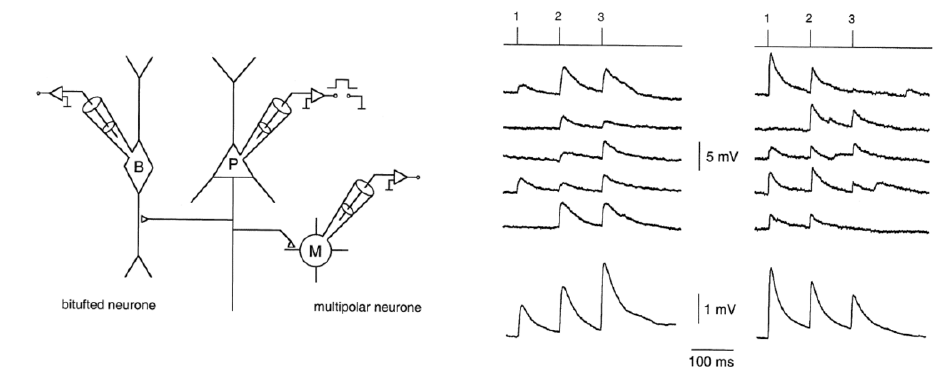 B
P
M
bitufted neurone
multipolar neurone
1 2 3
1 2 3
5 mV
1 mV
100 ms